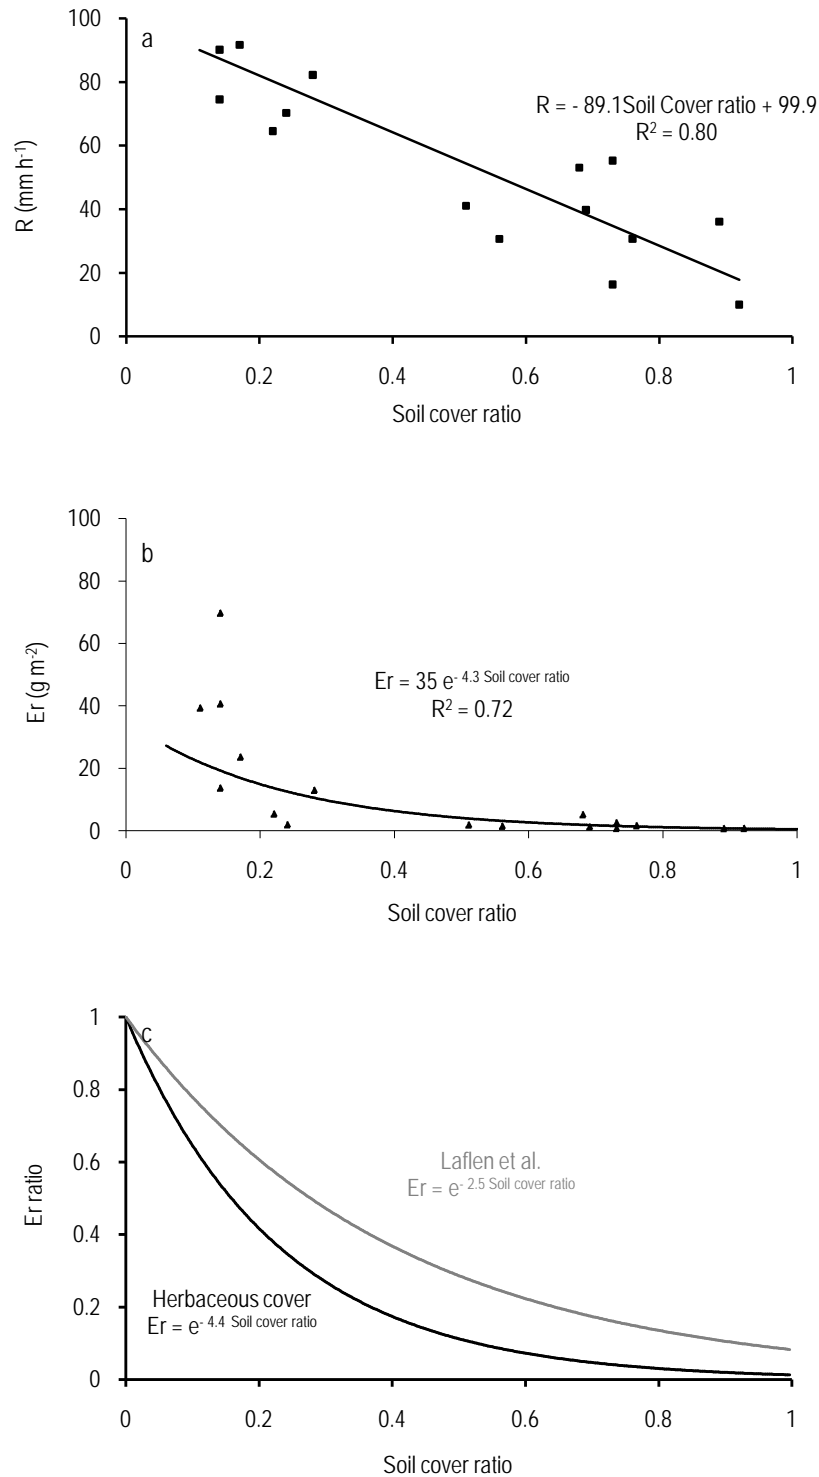 100
a
80
R = - 89.1Soil Cover ratio + 99.9
R² = 0.80
60
R (mm h⁻¹)
40
20
0
0 0.2 0.4 0.6 0.8 1
Soil cover ratio
100
b
80
60
Er (g m⁻²)
Er = 35 e⁻ ⁴·³ Soil cover ratio
R² = 0.72
40
20
0
0 0.2 0.4 0.6 0.8 1
Soil cover ratio
1
c
0.8
0.6
Laflen et al.
Er = e⁻ ²·⁵ Soil cover ratio
Er ratio
0.4
0.2
Herbaceous cover
Er = e⁻ ⁴·⁴ Soil cover ratio
0
0 0.2 0.4 0.6 0.8 1
Soil cover ratio